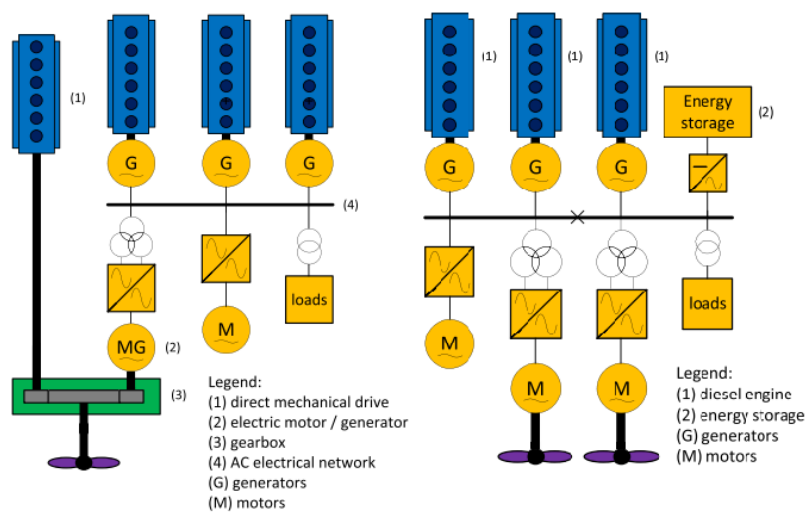 (1)
G
G
G
(4)
MG
(2)
M
loads
(3)
Legend:
(1) direct mechanical drive
(2) electric motor / generator
(3) gearbox
(4) AC electrical network
(G) generators
(M) motors
(1)
(1)
(1)
Energy
storage
(2)
G
G
G
M
M
M
loads
Legend:
(1) diesel engine
(2) energy storage
(G) generators
(M) motors